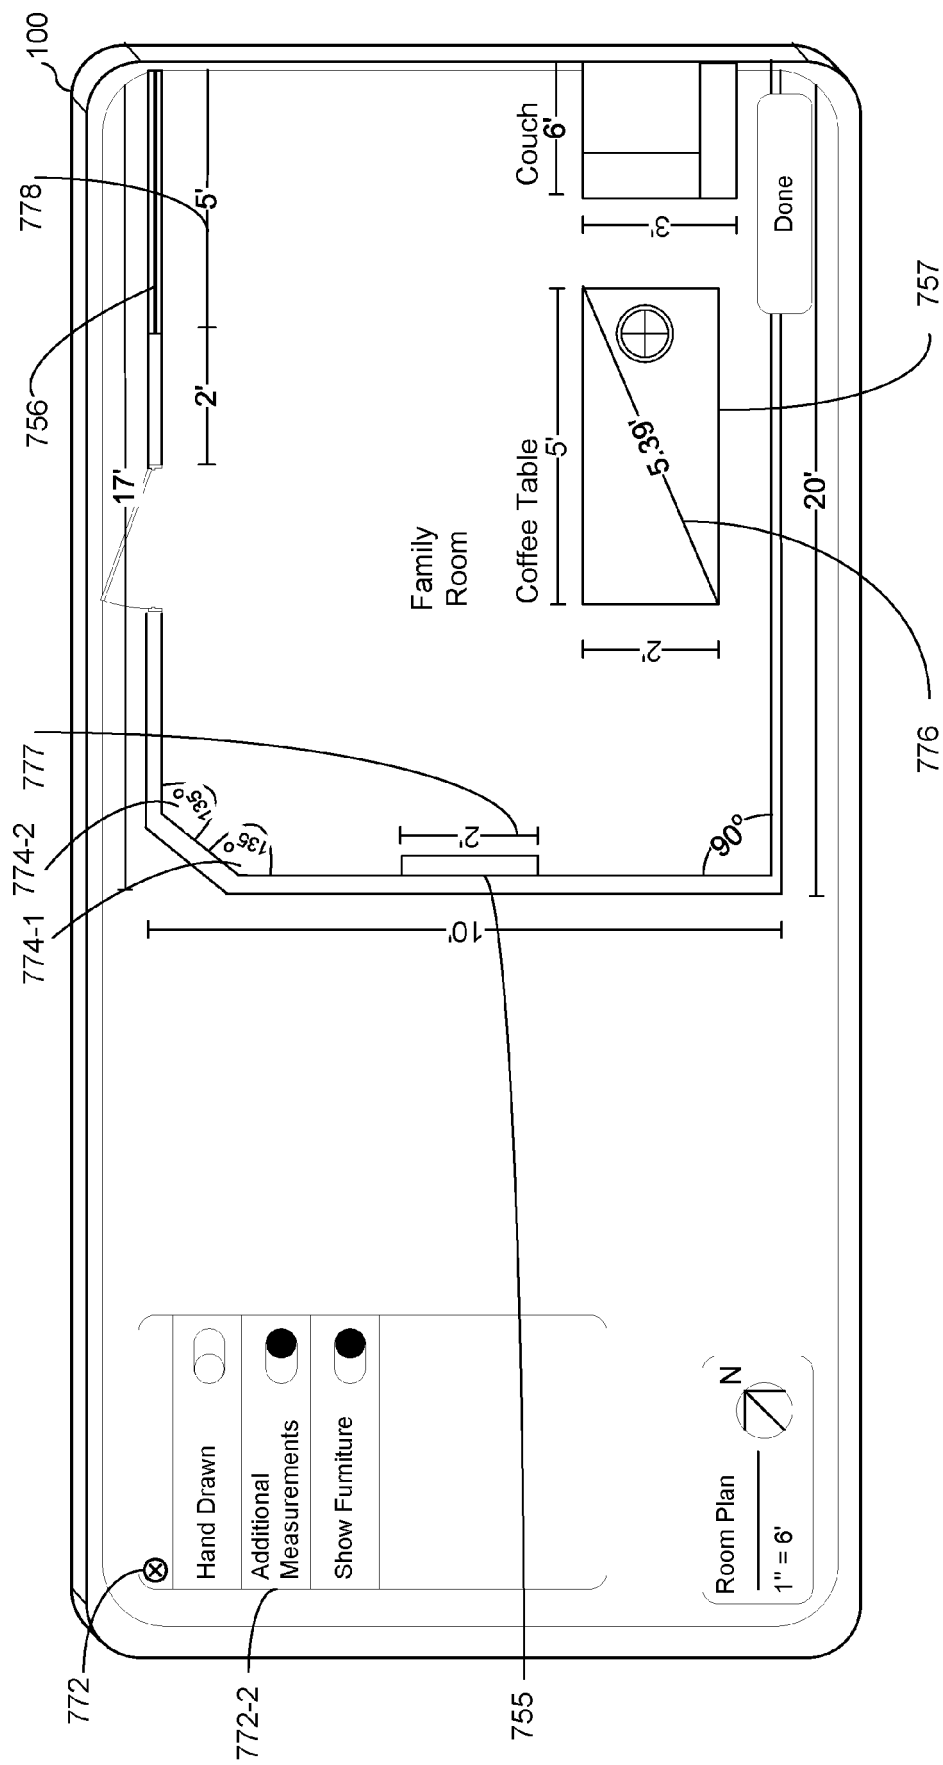 100
778
756
777
774-2
774-1
772
772-2
755
757
776
17'
5'
2'
Couch
6'
3'
Coffee Table
5'
5.39'
2'
Family
Room
135°
135°
2'
90°
10'
20'
Done
Hand Drawn
Additional
Measurements
Show Furniture
Room Plan
1" = 6'
N